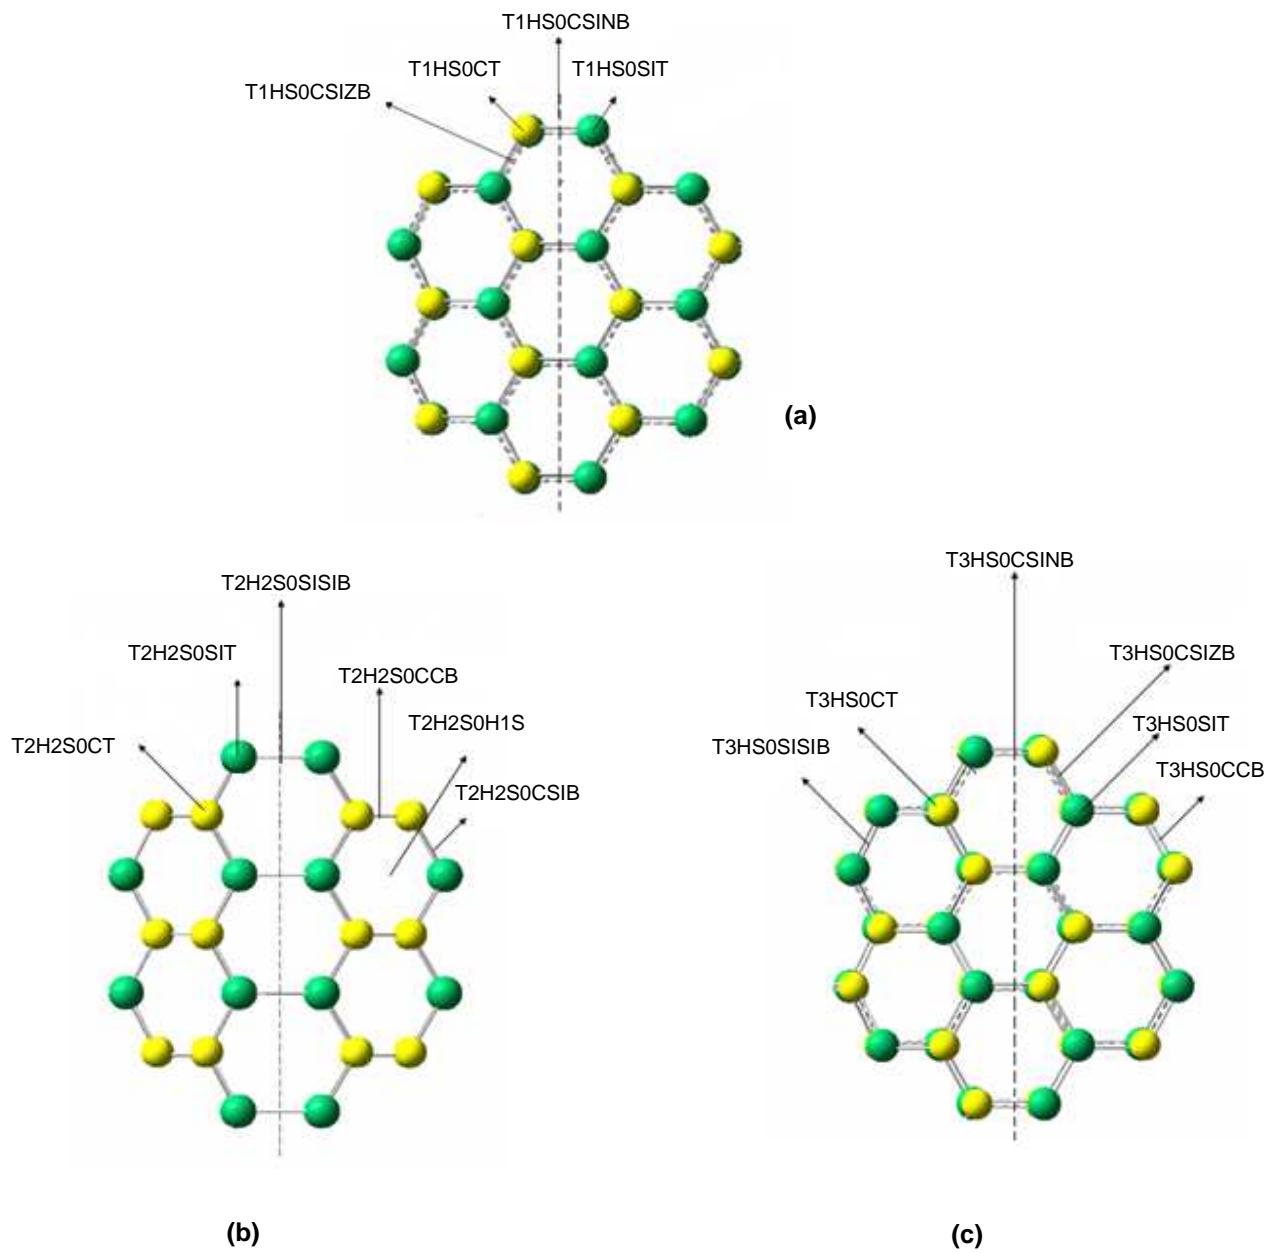 T1HS0CSINB
T1HS0CT
T1HS0SIT
T1HS0CSIZB
(a)
T2H2S0SISIB
T2H2S0SIT
T2H2S0CCB
T2H2S0H1S
T2H2S0CT
T2H2S0CSIB
(b)
T3HS0CSINB
T3HS0CSIZB
T3HS0CT
T3HS0SIT
T3HS0SISIB
T3HS0CCB
(c)